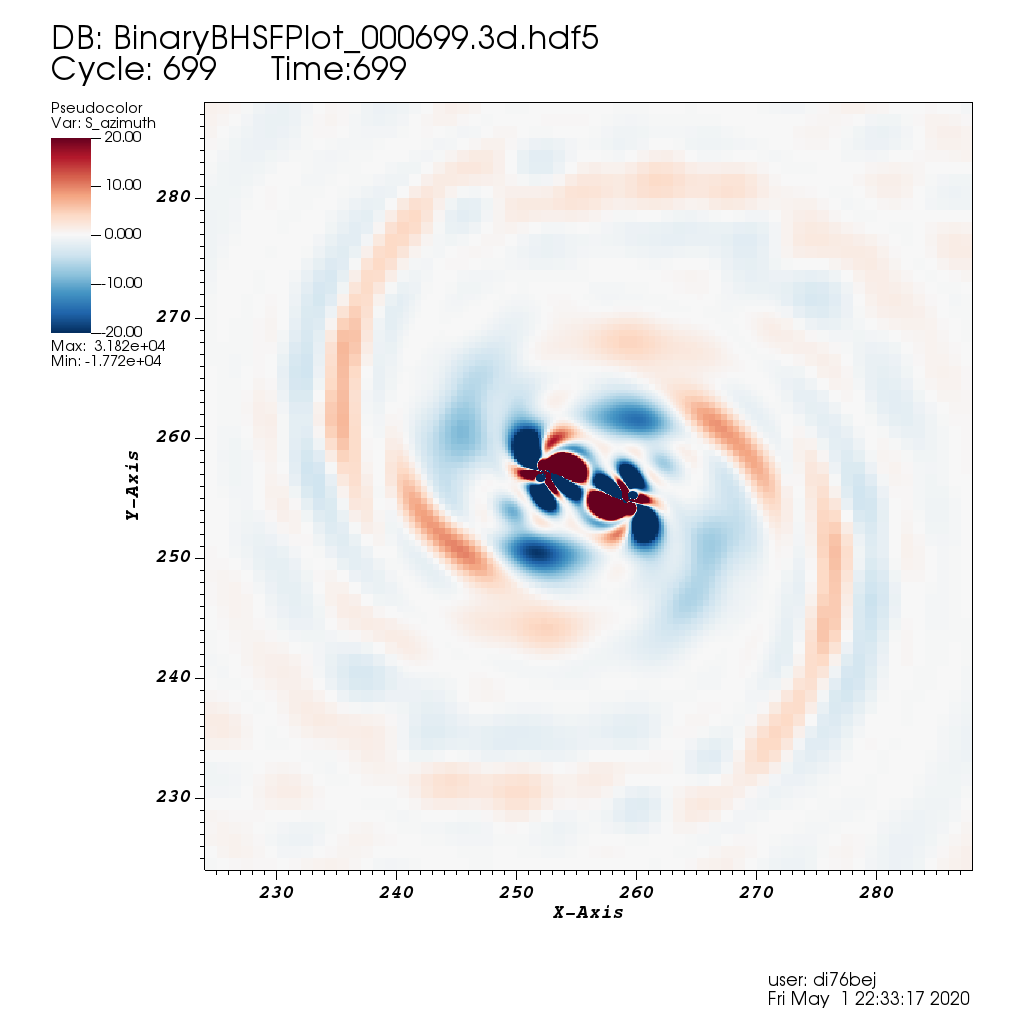 DB: BinaryBHSFPlot_000699.3d.hdf5
Cycle: 699 Time:699
Pseudocolor
Var: S_azimuth
20.00
10.00
0.000
-10.00
-20.00
Max: 3.182e+04
Min: -1.772e+04
280
270
260
250
240
230
Y-Axis
230 240 250 260 270 280
X-Axis
user: di76bej
Fri May 1 22:33:17 2020